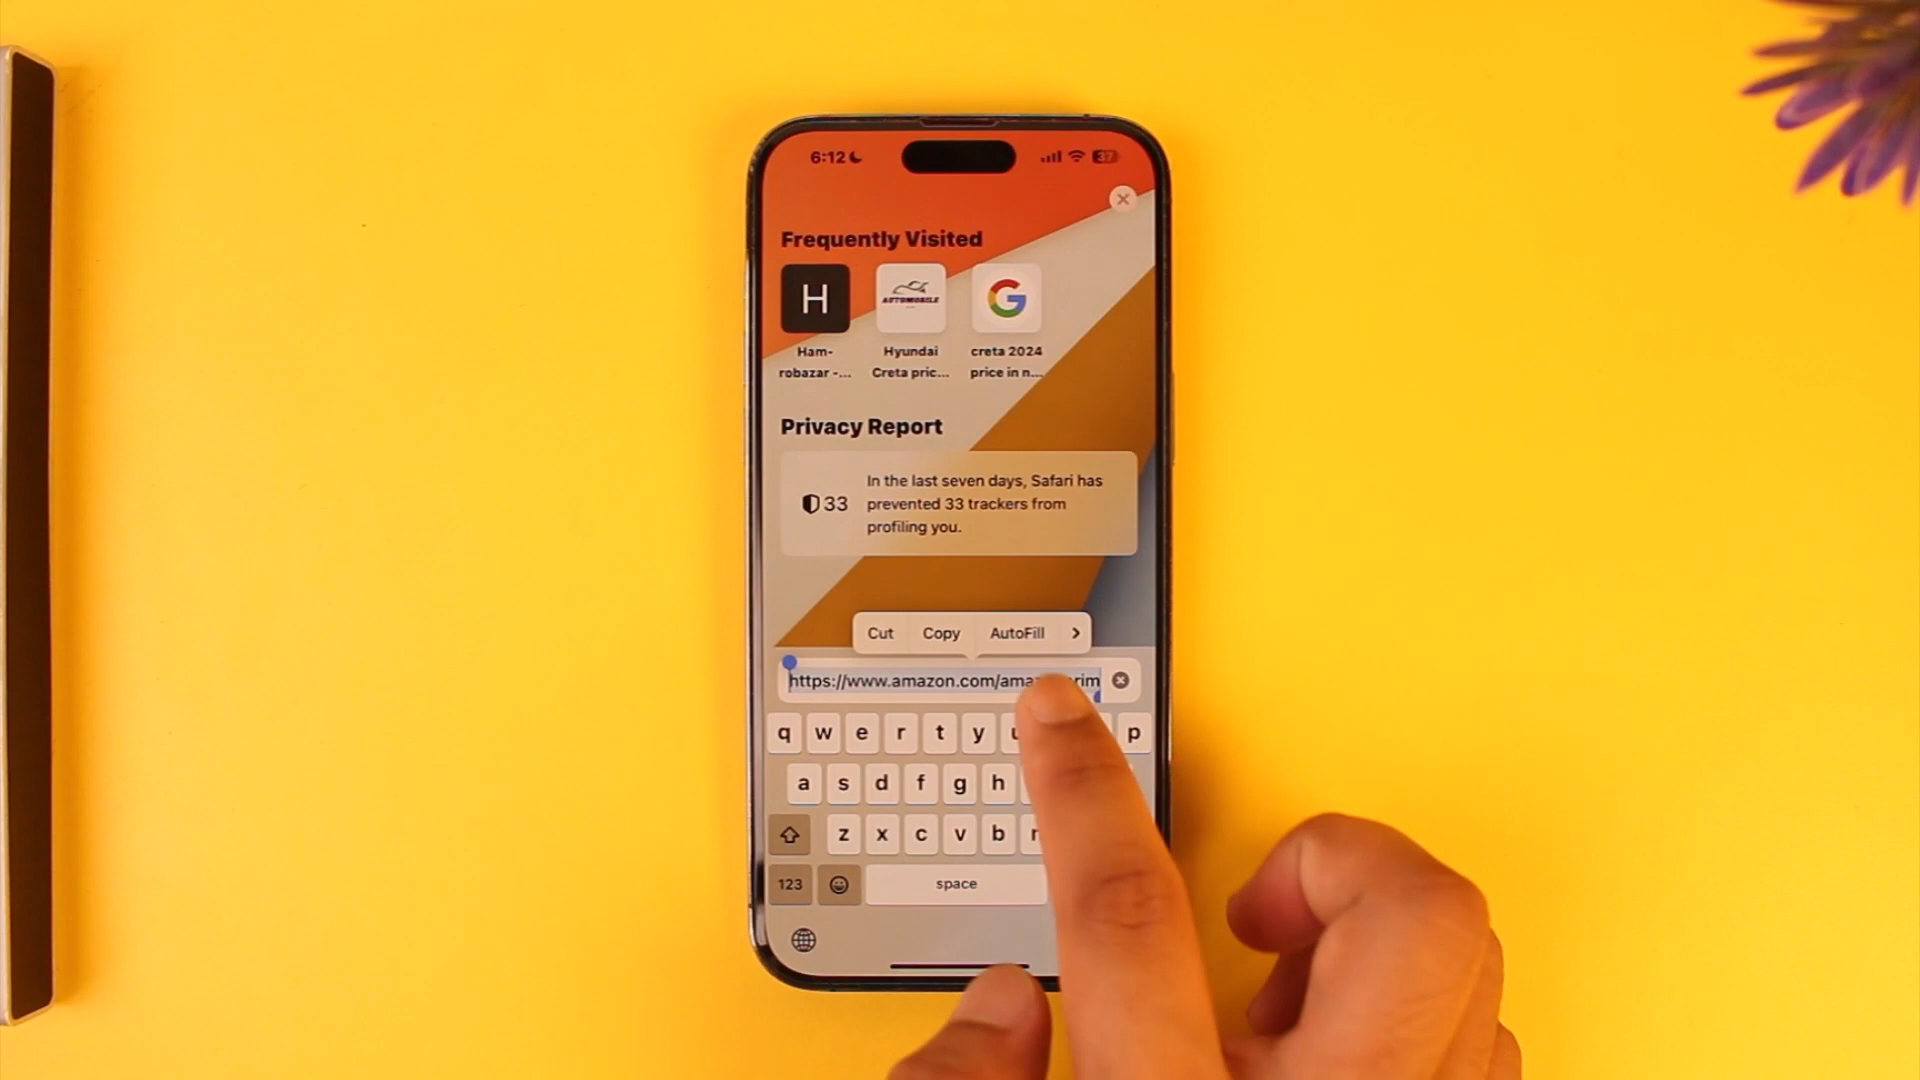 6:12
37
Frequently Visited
H
AUTOMOBILE
G
Ham-
robazar -...
Hyundai
Creta pric...
creta 2024
price in n...
Privacy Report
33
In the last seven days, Safari has
prevented 33 trackers from
profiling you.
Cut Copy AutoFill >
https://www.amazon.com/ama rim
q w e r t y p
a s d f g h
z x c v b
123 space